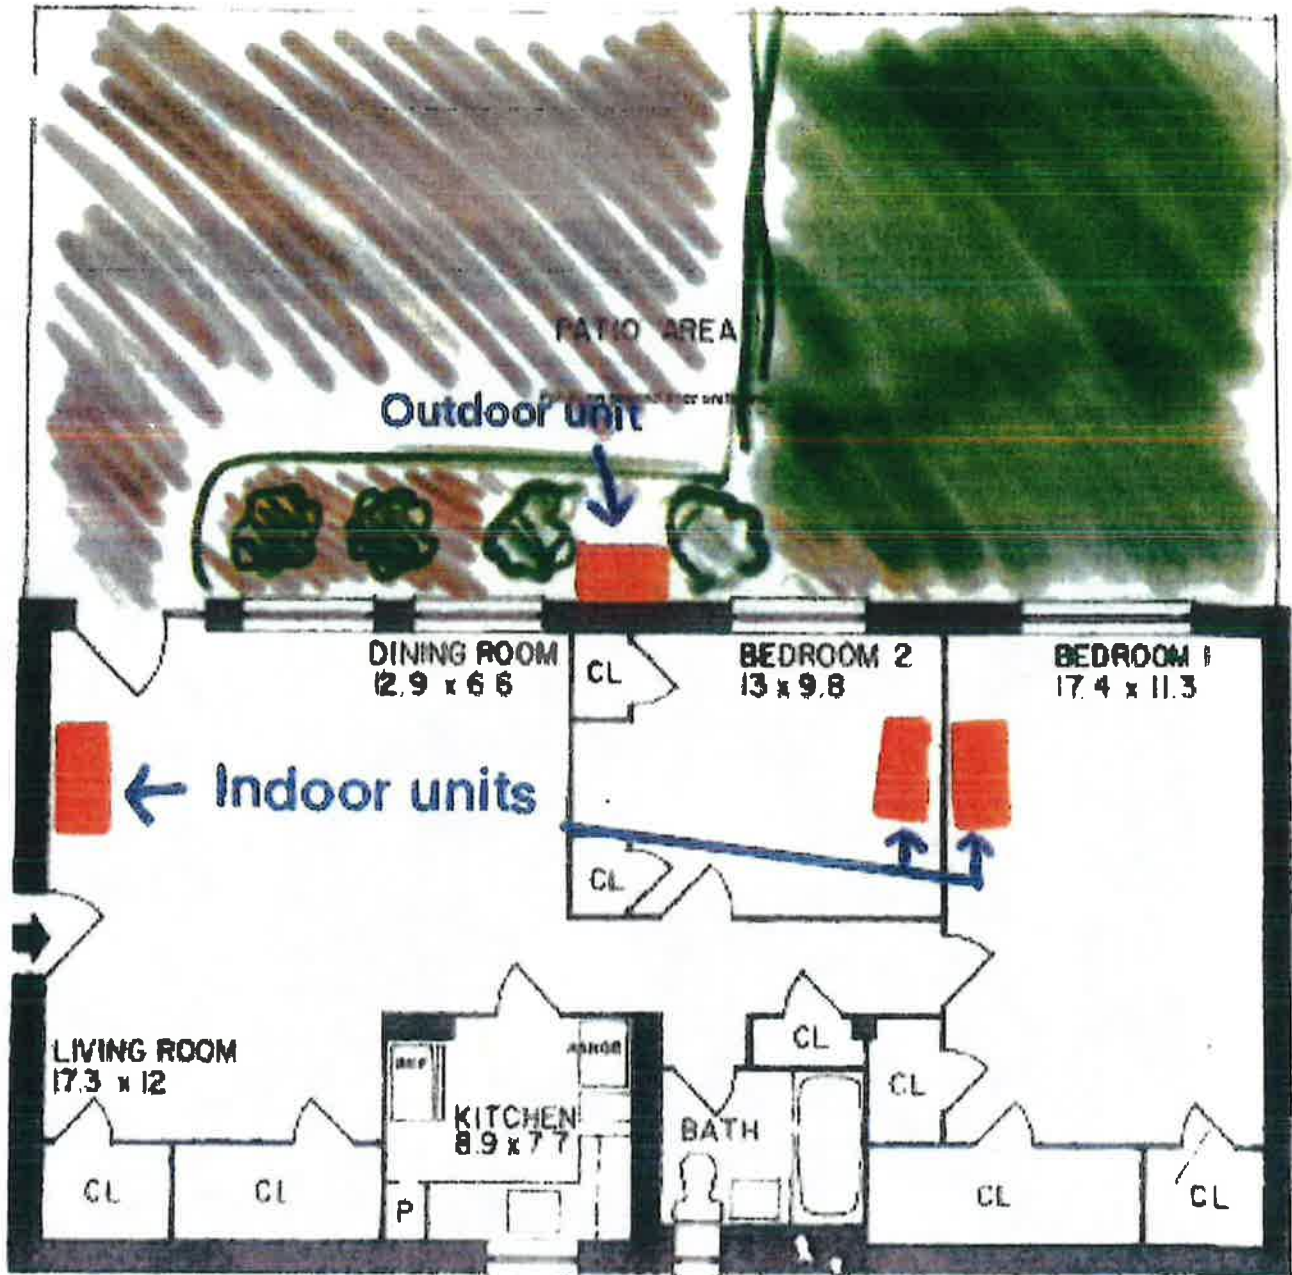 PATIO AREA
Outdoor unit
DINING ROOM
12.9 x 6 6
CL
BEDROOM 2
13 x 9.8
BEDROOM 1
17.4 x 11.3
Indoor units
CL
LIVING ROOM
17.3 x 12
REF
RANGE
KITCHEN
8.9 x 7 7
BATH
CL
CL
CL
CL
P
CL
CL